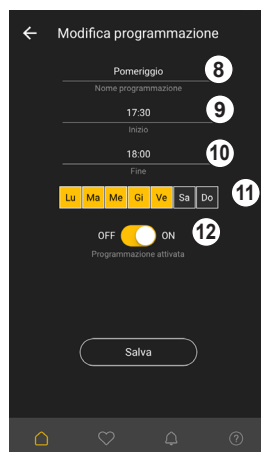 Modifica programmazione
Pomeriggio
8
Nome programmazione
17:30
9
Inizio
18:00
10
Fine
Lu Ma Me Gi Ve Sa Do
11
OFF ON
12
Programmazione attivata
Salva
?